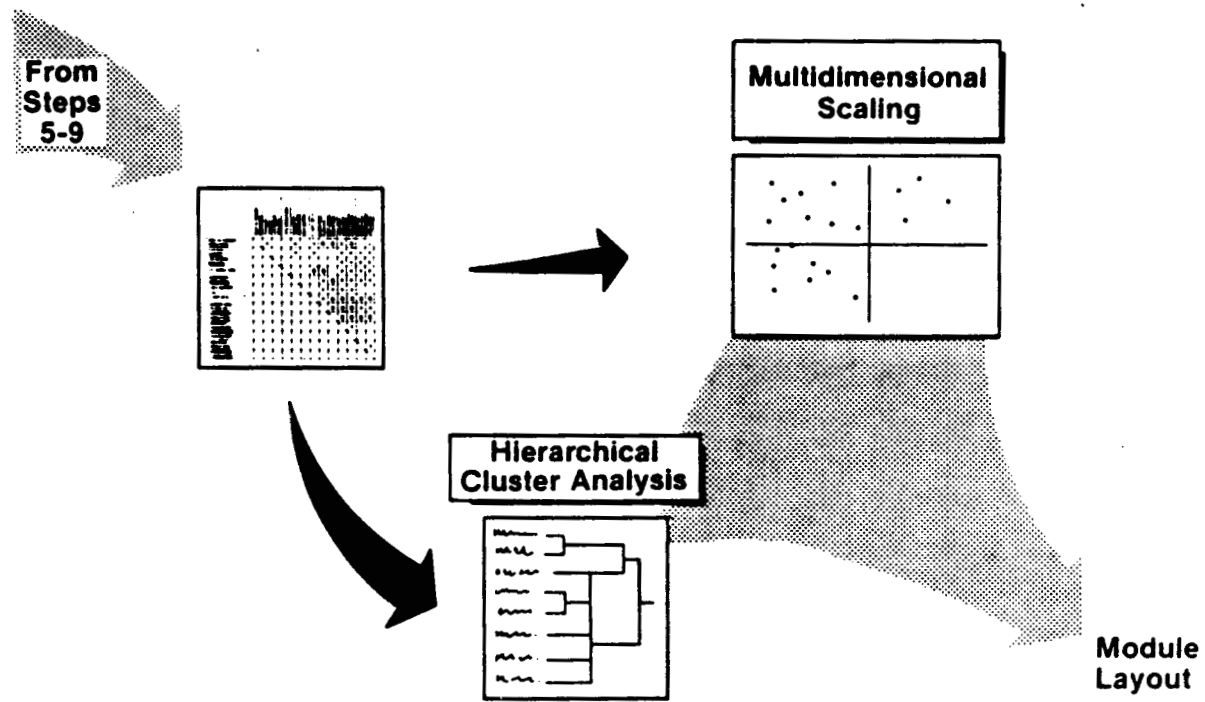 From
Steps
5-9
Multidimensional
Scaling
Hierarchical
Cluster Analysis
Module
Layout